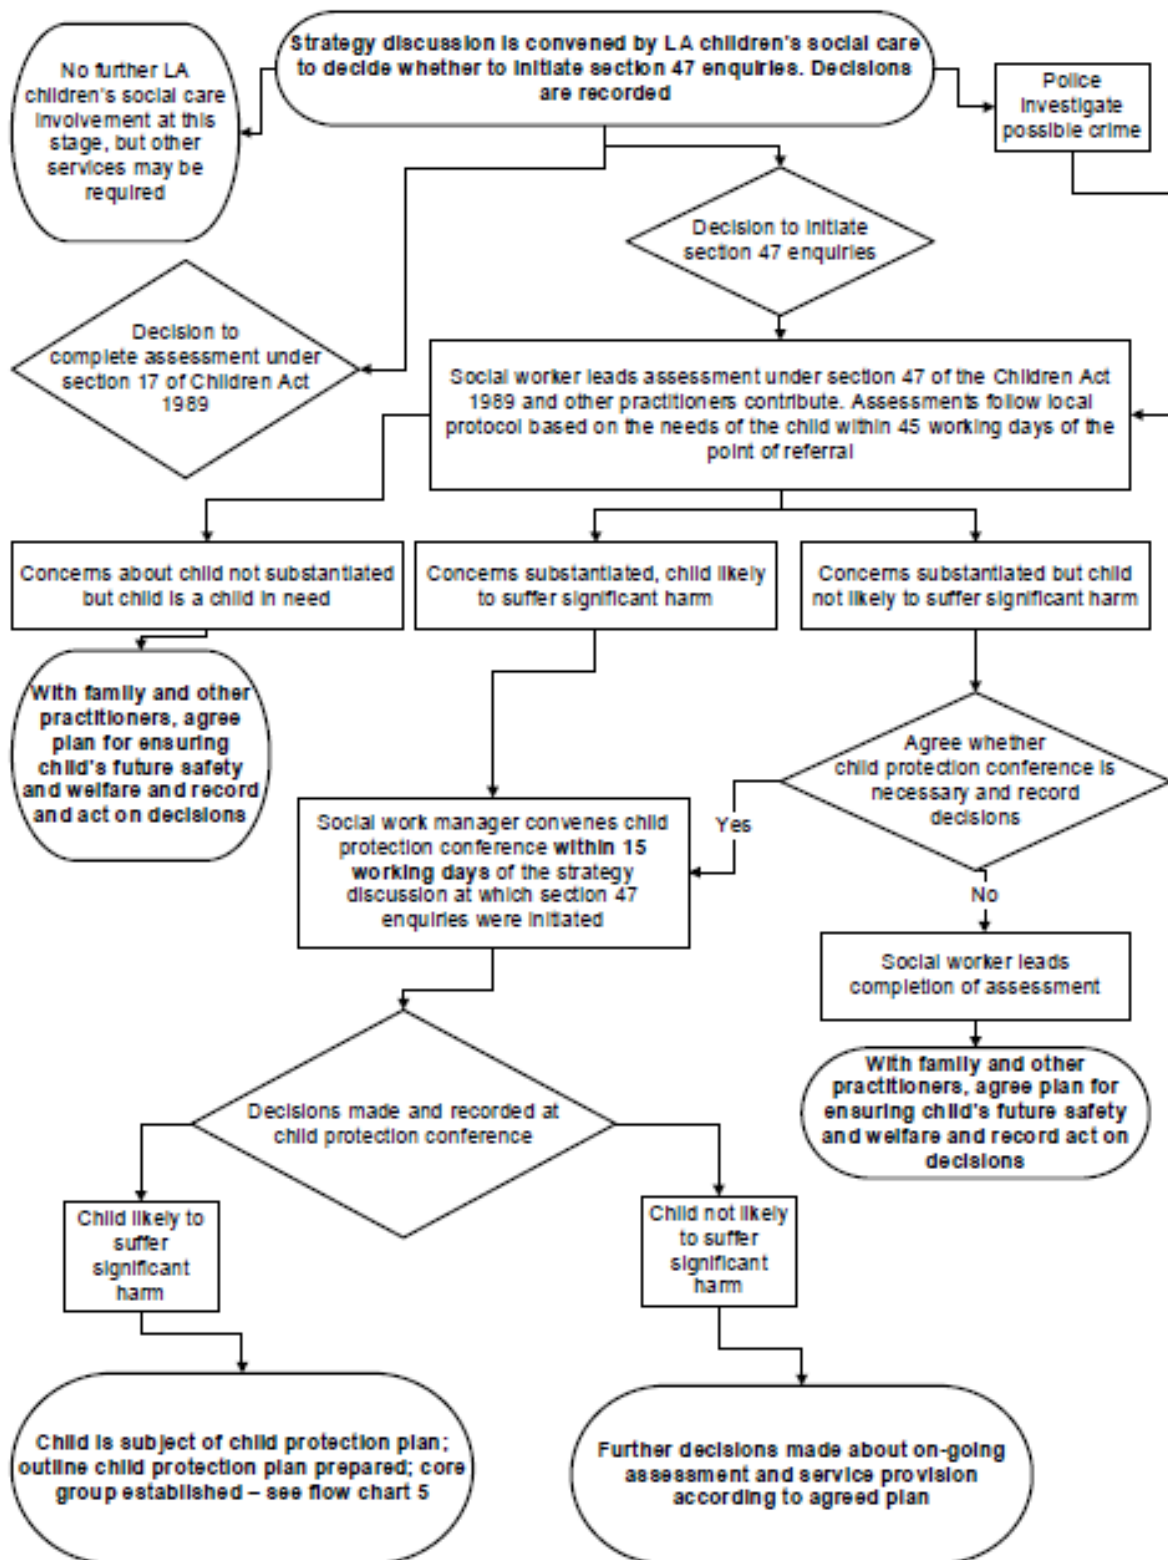 Strategy discussion is convened by LA children's social care
to decide whether to initiate section 47 enquiries. Decisions
are recorded
No further LA
children's social care
involvement at this
stage, but other
services may be
required
Police
investigate
possible crime
Decision to initiate
section 47 enquiries
Decision to
complete assessment under
section 17 of Children Act
1989
Social worker leads assessment under section 47 of the Children Act
1989 and other practitioners contribute. Assessments follow local
protocol based on the needs of the child within 45 working days of the
point of referral
Concerns about child not substantiated
but child is a child in need
Concerns substantiated, child likely
to suffer significant harm
Concerns substantiated but child
not likely to suffer significant harm
With family and other
practitioners, agree
plan for ensuring
child's future safety
and welfare and record
and act on decisions
Agree whether
child protection conference is
necessary and record
decisions
Yes
No
Social work manager convenes child
protection conference within 15
working days of the strategy
discussion at which section 47
enquiries were initiated
Social worker leads
completion of assessment
With family and other
practitioners, agree plan for
ensuring child's future safety
and welfare and record act on
decisions
Decisions made and recorded at
child protection conference
Child likely to
suffer
significant
harm
Child not likely
to suffer
significant
harm
Child is subject of child protection plan;
outline child protection plan prepared; core
group established – see flow chart 5
Further decisions made about on-going
assessment and service provision
according to agreed plan